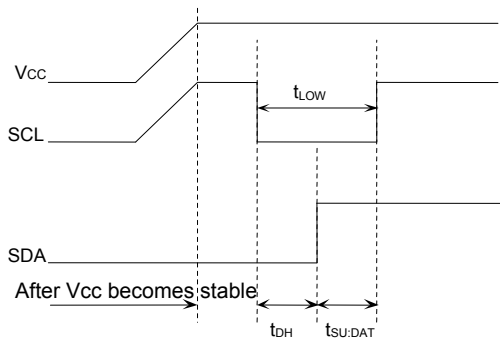 VCC
tLOW
SCL
SDA
After Vcc becomes stable
tDH
tSU:DAT